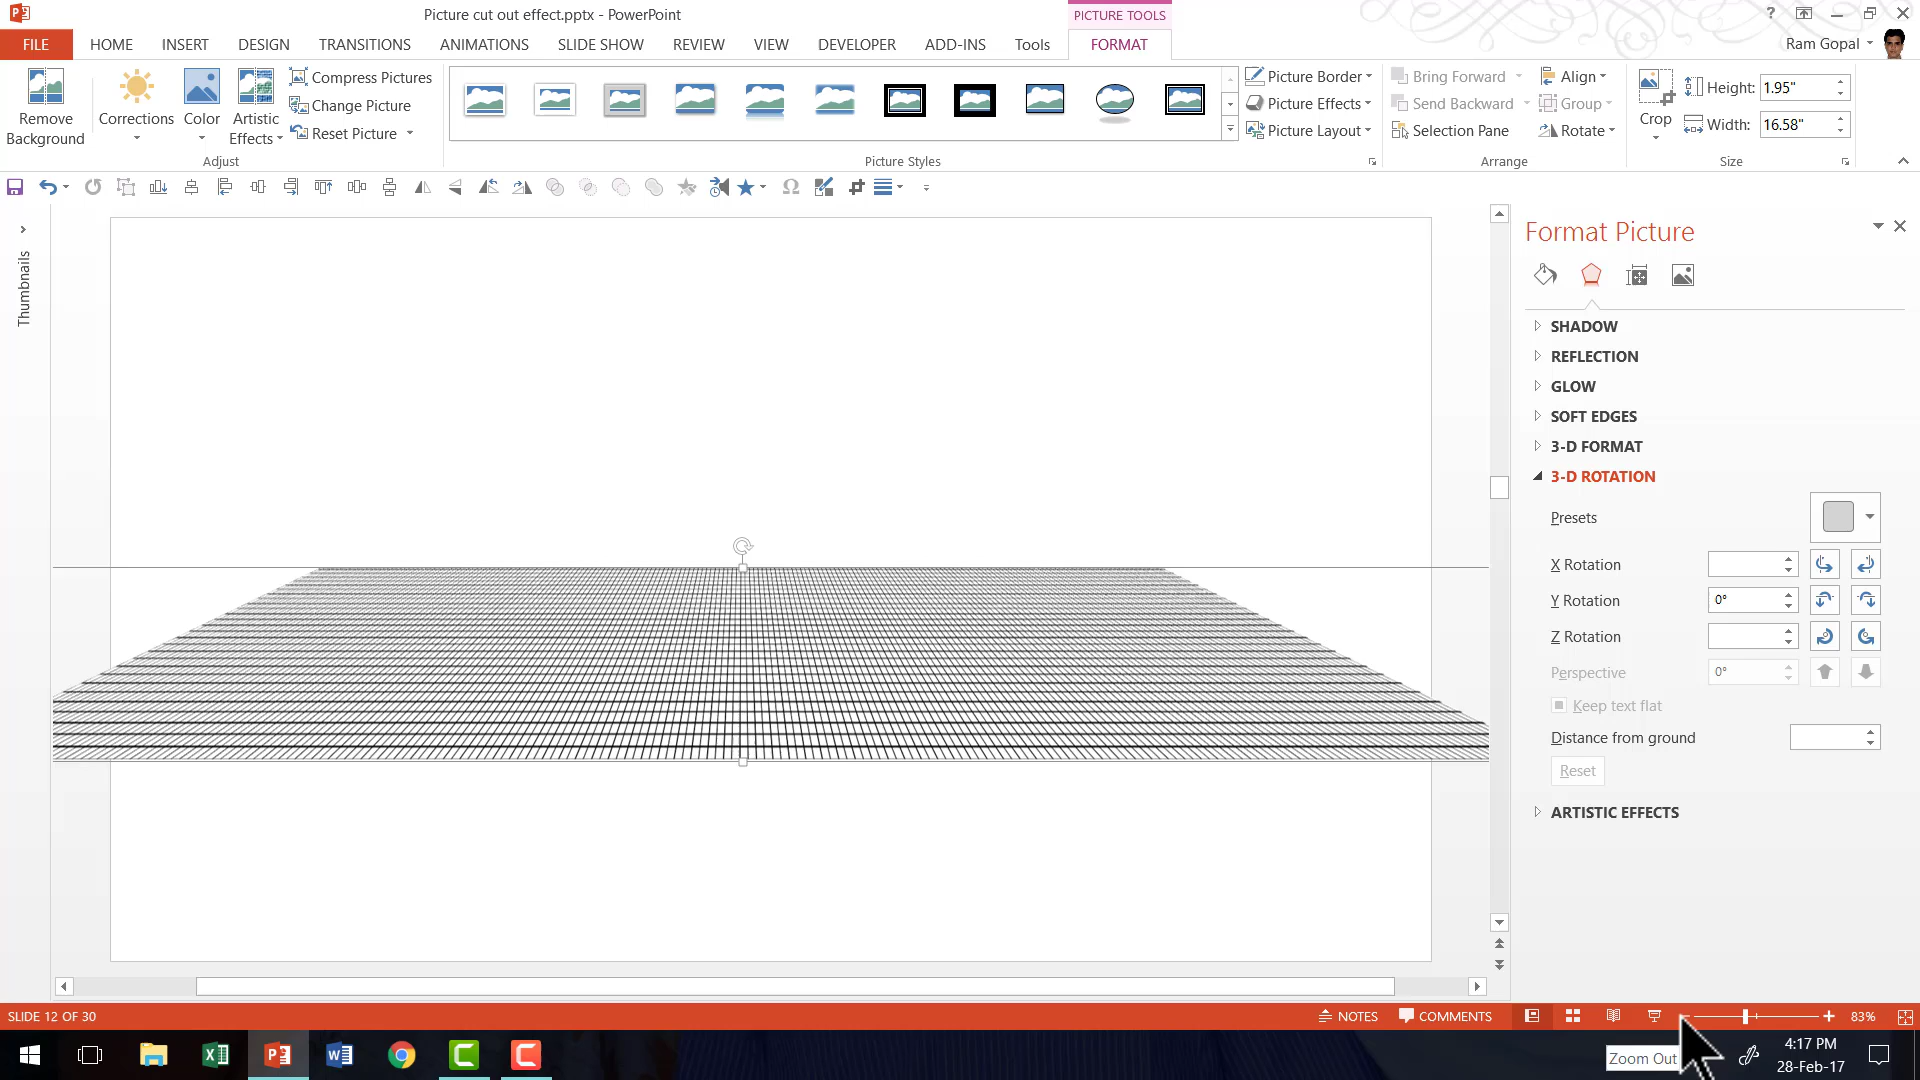 Picture cut out effect.pptx - PowerPoint
PICTURE TOOLS
?
FILE HOME INSERT DESIGN TRANSITIONS ANIMATIONS SLIDE SHOW REVIEW VIEW DEVELOPER ADD-INS Tools FORMAT
Ram Gopal
Remove Background
Corrections
Color
Artistic Effects
Compress Pictures
Change Picture
Reset Picture
Adjust
Picture Styles
Picture Border
Picture Effects
Picture Layout
Bring Forward
Send Backward
Selection Pane
Align
Group
Rotate
Arrange
Crop
Height: 1.95"
Width: 16.58"
Size
Thumbnails
Format Picture
SHADOW
REFLECTION
GLOW
SOFT EDGES
3-D FORMAT
3-D ROTATION
Presets
X Rotation
Y Rotation 0°
Z Rotation
Perspective 0°
Keep text flat
Distance from ground
Reset
ARTISTIC EFFECTS
SLIDE 12 OF 30
NOTES
COMMENTS
83%
Zoom Out
4:17 PM
28-Feb-17